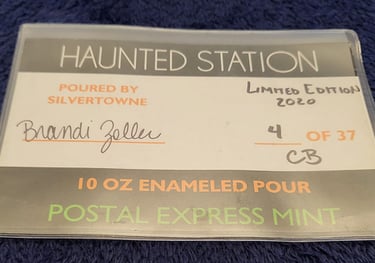 HAUNTED STATION
POURED BY
SILVERTOWNE
LIMITED EDITION
2020
Brandi Zeller
4 OF 37
CB
10 OZ ENAMELED POUR
POSTAL EXPRESS MINT